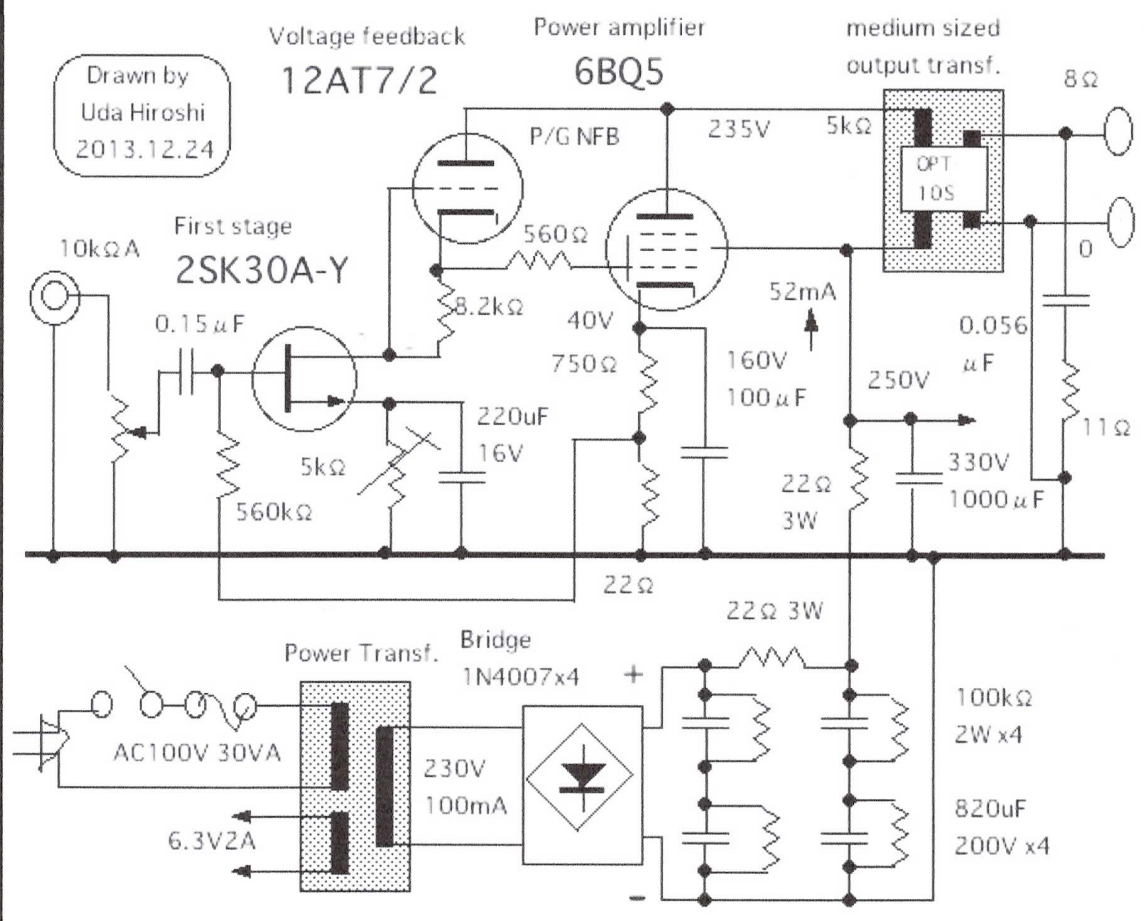 Voltage feedback
12AT7/2
Power amplifier
6BQ5
medium sized
output transf.
8Ω
Drawn by
Uda Hiroshi
2013.12.24
P/G NFB
235V
5kΩ
OPT
10S
First stage
2SK30A-Y
10kΩA
560Ω
0
0.15μF
8.2kΩ
40V
750Ω
52mA
0.056
μF
160V
100μF
250V
220uF
16V
5kΩ
560kΩ
11Ω
22Ω
3W
330V
1000μF
22Ω
22Ω 3W
Power Transf.
Bridge
1N4007x4
+
AC100V 30VA
230V
100mA
100kΩ
2W x4
6.3V2A
820uF
200V x4
-